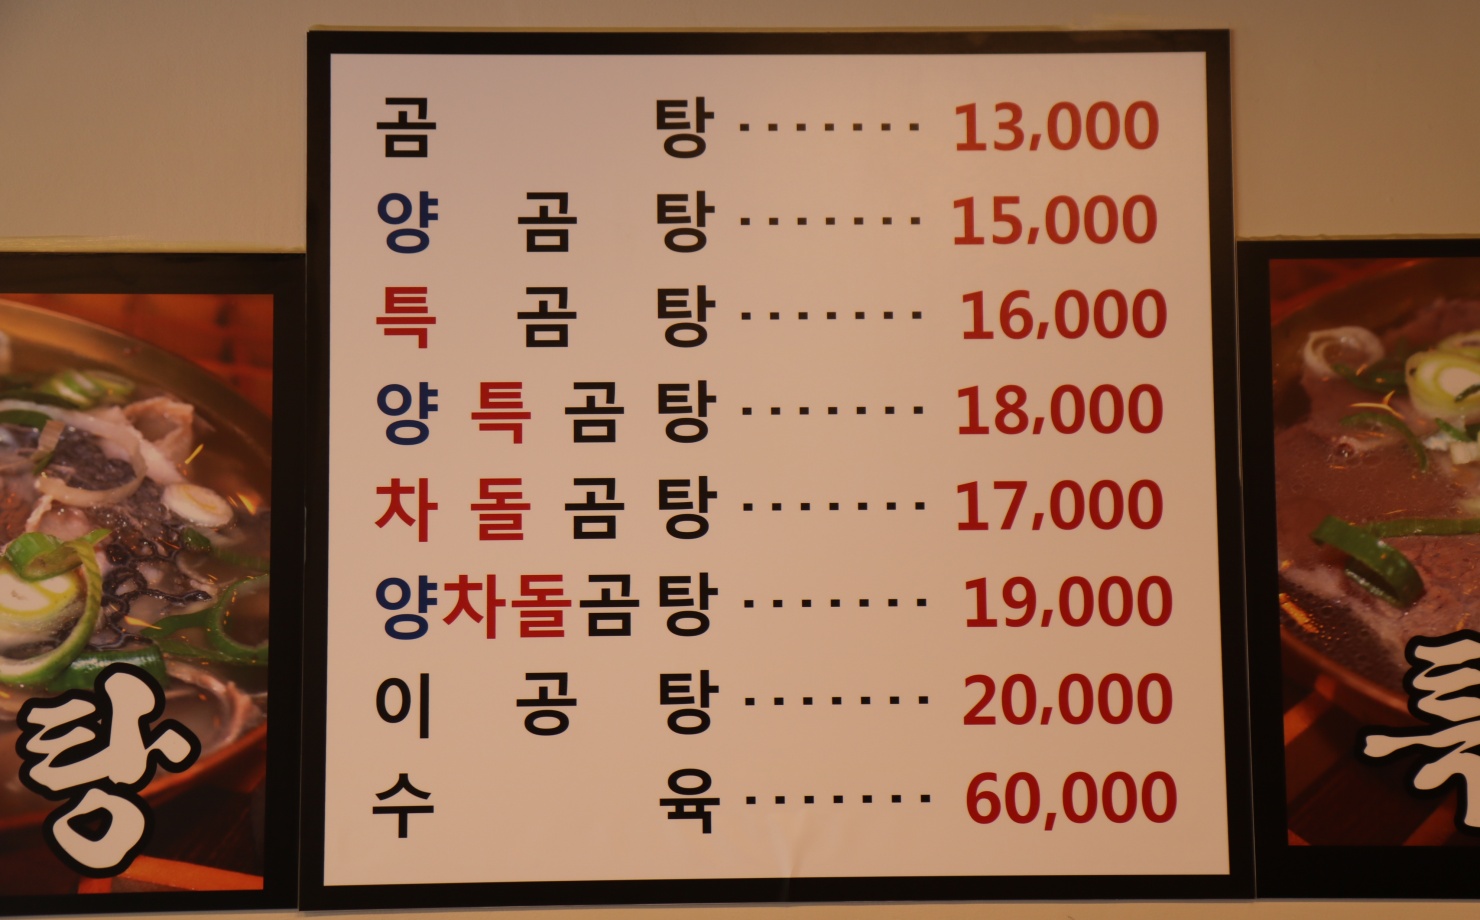 곰 탕 ······· 13,000
양 곰 탕 ······· 15,000
특 곰 탕 ······· 16,000
양 특 곰 탕 ······· 18,000
차 돌 곰 탕 ······· 17,000
양차돌곰탕 ······· 19,000
이 공 탕 ······· 20,000
수 육 ······· 60,000
탕